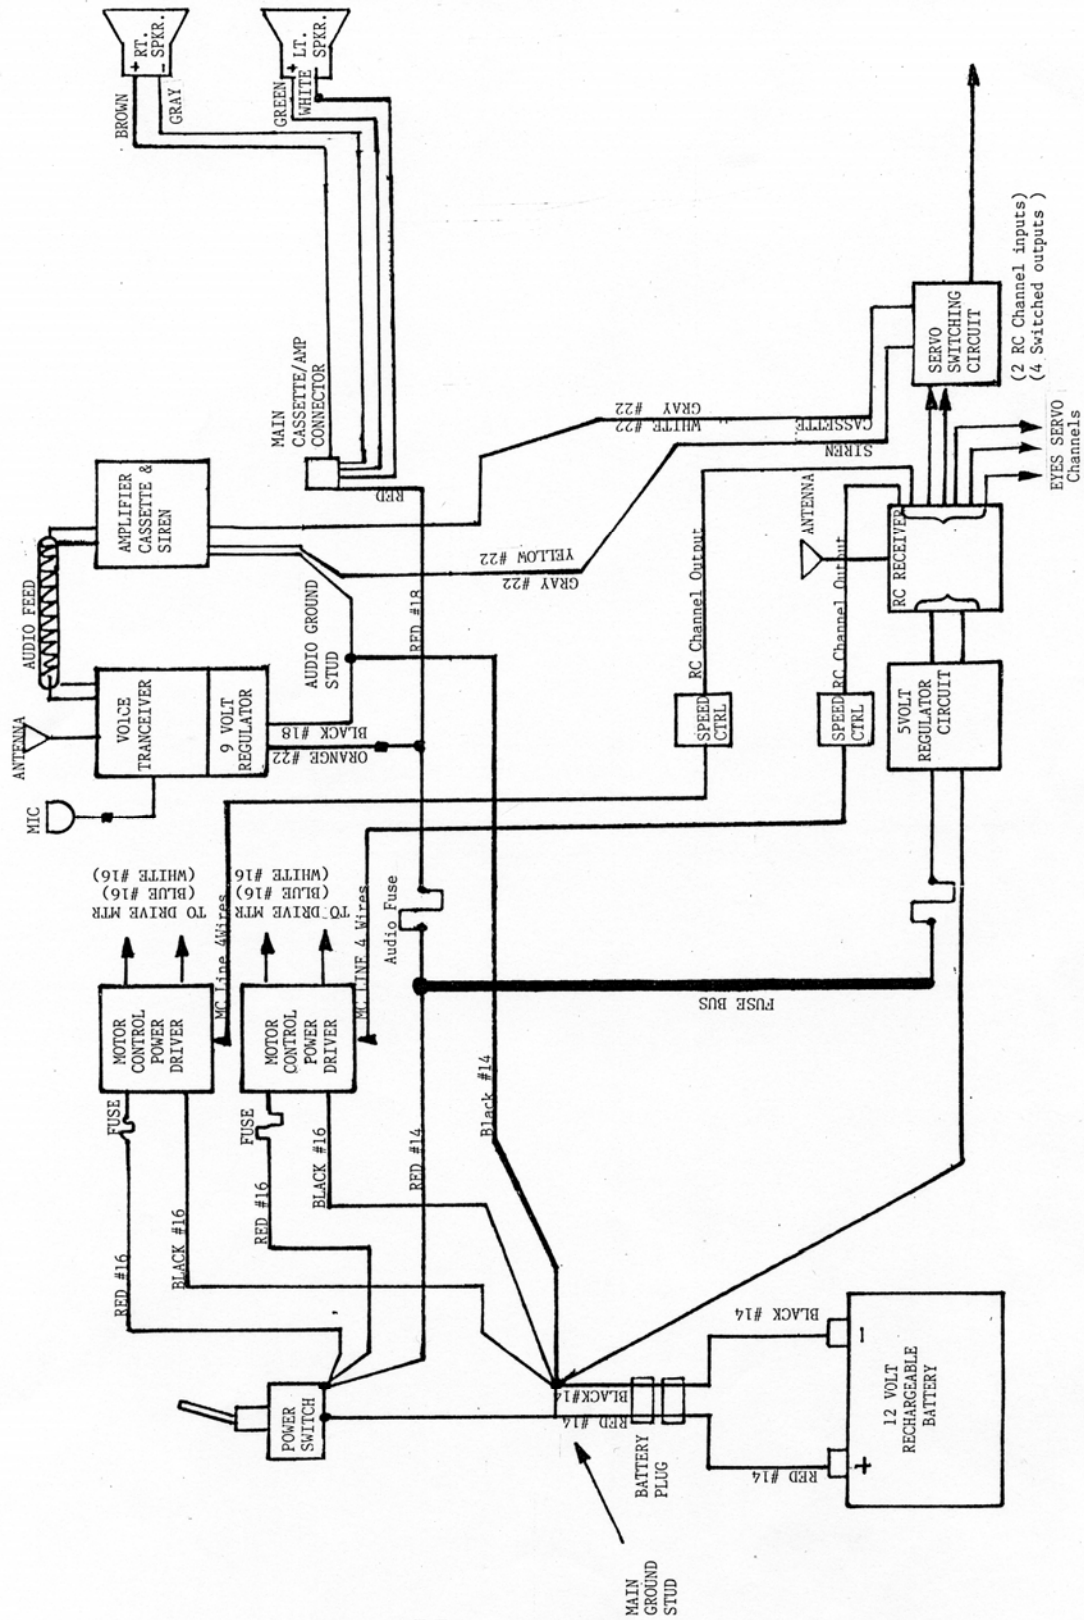 POWER
SWITCH
RED #16
BLACK #16
RED #16
BLACK #16
RED #14
FUSE
FUSE
MOTOR
CONTROL
POWER
DRIVER
MOTOR
CONTROL
POWER
DRIVER
TO DRIVE MTR
(BLUE #16)
(WHITE #16)
TO DRIVE MTR
(BLUE #16)
(WHITE #16
MC Line 4Wires
MC LINE 4 Wires
MIC
ANTENNA
VO1CE
TRANCEIVER
9 VOLT
REGULATOR
AUDIO FEED
AMPLIFIER
CASSETTE &
SIREN
BLACK #18
ORANGE #22
AUDIO GROUND
STUD
Audio Fuse
RED #18
RED
MAIN
CASSETTE/AMP
CONNECTOR
BROWN
GRAY
+ RT.
- SPKR.
GREEN
WHITE
+ LT.
- SPKR.
Black #14
YELLOW #22
GRAY #22
GRAY #22
WHITE #22
CASSETTE
SIREN
MAIN
GROUND
STUD
BLACK#14
RED #14
BATTERY
PLUG
BLACK #14
RED #14
+
-
12 VOLT
RECHARGEABLE
BATTERY
FUSE BUS
SPEED
CTRL
RC Channel Output
SPEED
CTRL
RC Channel Output
ANTENNA
5VOLT
REGULATOR
CIRCUIT
RC RECEIVER
SERVO
SWITCHING
CIRCUIT
(2 RC Channel inputs)
(4 Switched outputs )
EYES SERVO
Channels